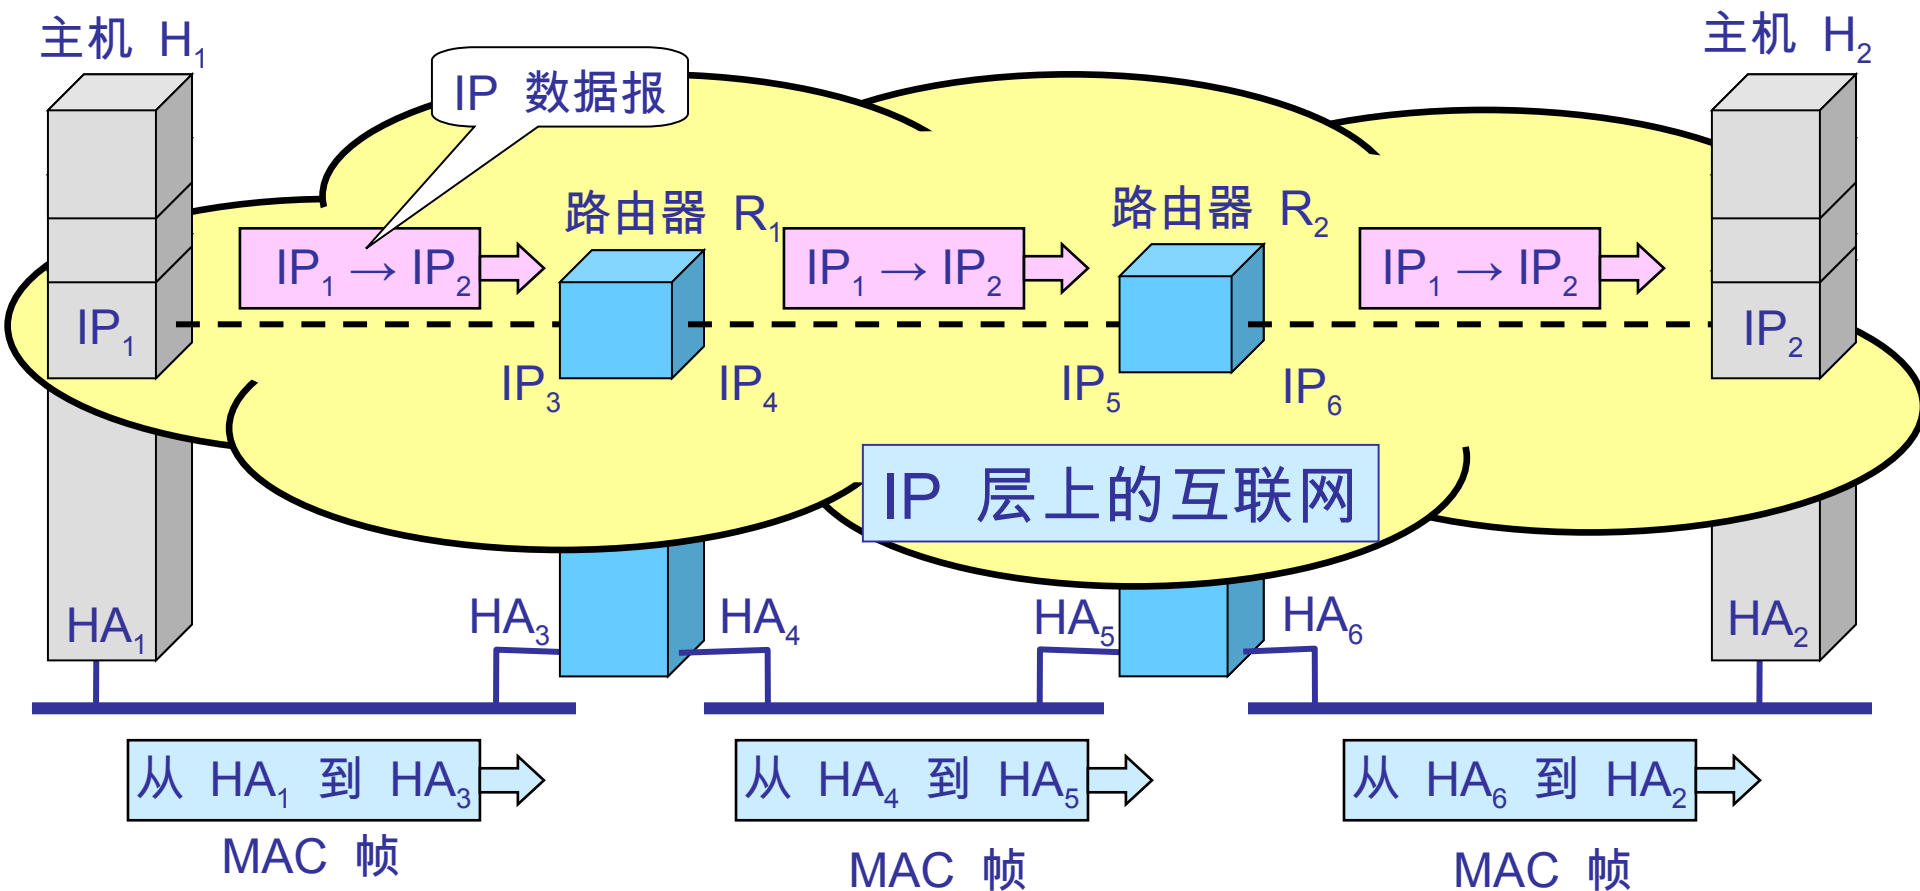 主机 H₁
主机 H₂
IP 数据报
路由器 R₁
路由器 R₂
IP₁ → IP₂
IP₁ → IP₂
IP₁ → IP₂
IP₁
IP₂
IP₃
IP₄
IP₅
IP₆
IP 层上的互联网
HA₁
HA₃
HA₄
HA₅
HA₆
HA₂
从 HA₁ 到 HA₃
从 HA₄ 到 HA₅
从 HA₆ 到 HA₂
MAC 帧
MAC 帧
MAC 帧